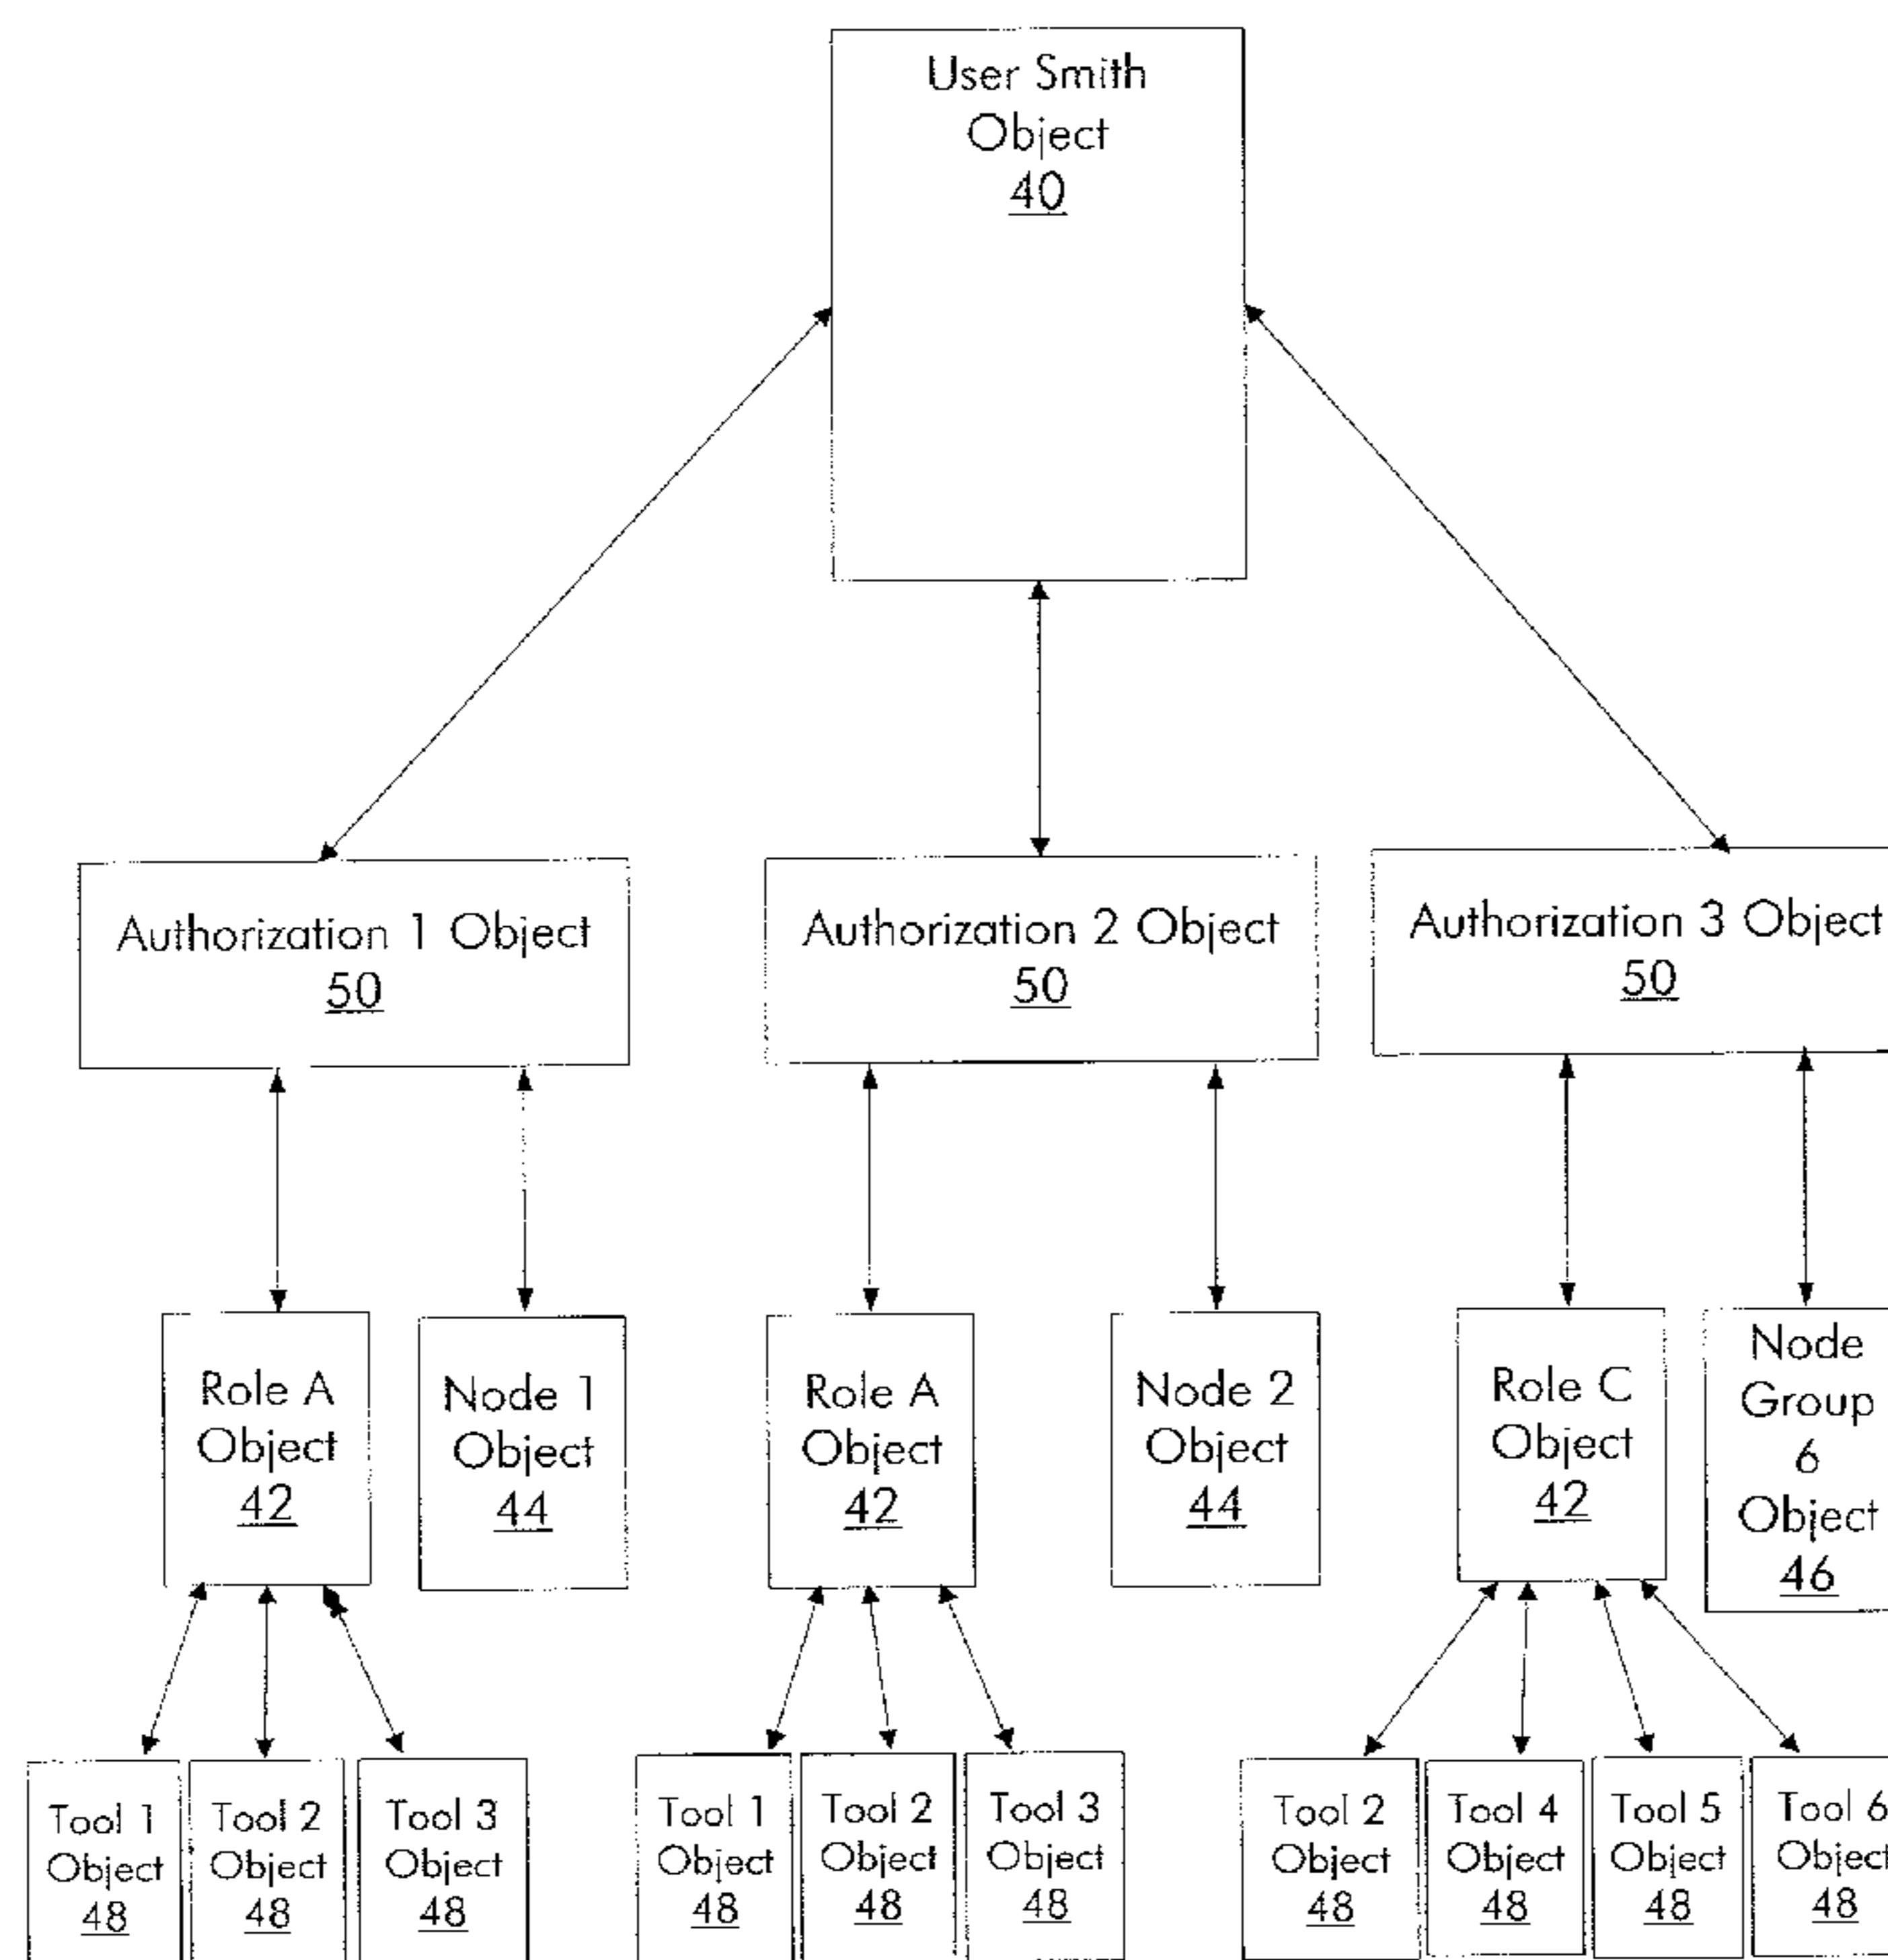 User Smith
Object
40
Authorization 1 Object
50
Authorization 2 Object
50
Authorization 3 Object
50
Role A
Object
42
Node 1
Object
44
Role A
Object
42
Node 2
Object
44
Role C
Object
42
Node
Group
6
Object
46
Tool 1
Object
48
Tool 2
Object
48
Tool 3
Object
48
Tool 1
Object
48
Tool 2
Object
48
Tool 3
Object
48
Tool 2
Object
48
Tool 4
Object
48
Tool 5
Object
48
Tool 6
Object
48